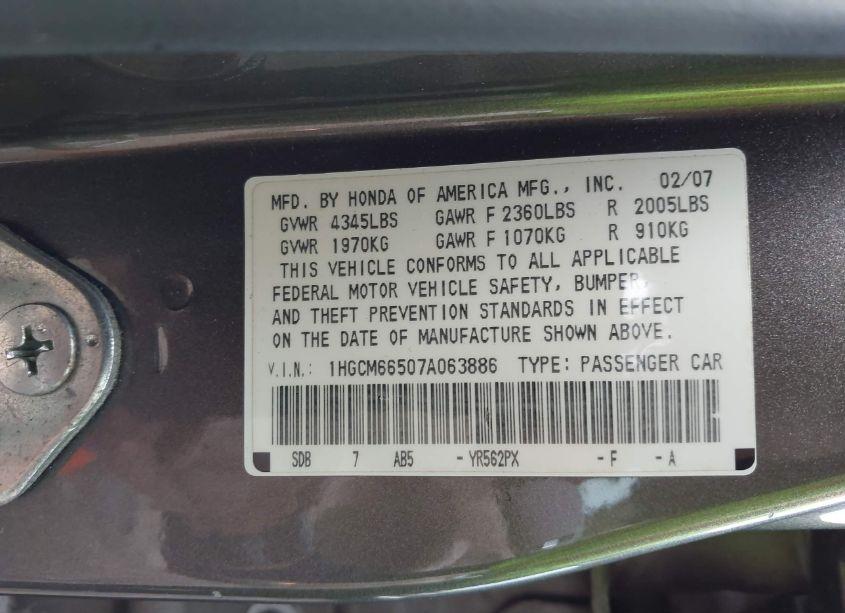 MFD. BY HONDA OF AMERICA MFG., INC. 02/07
GVWR 4345LBS GAWR F 2360LBS R 2005LBS
GVWR 1970KG GAWR F 1070KG R 910KG
THIS VEHICLE CONFORMS TO ALL APPLICABLE
FEDERAL MOTOR VEHICLE SAFETY, BUMPER,
AND THEFT PREVENTION STANDARDS IN EFFECT
ON THE DATE OF MANUFACTURE SHOWN ABOVE.
V.I.N.: 1HGCM66507A063886 TYPE: PASSENGER CAR
SDB 7 AB5 -YR562PX -F -A